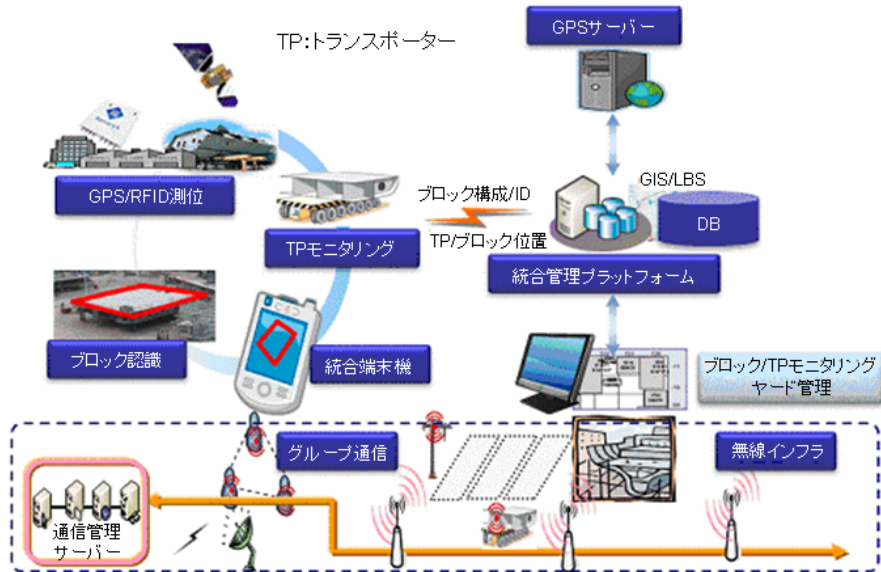 TP:トランスポーター
GPSサーバー
GPS/RFID測位
TPモニタリング
ブロック構成/ID
TP/ブロック位置
GIS/LBS
DB
統合管理プラットフォーム
ブロック認識
統合端末機
ブロック/TPモニタリング
ヤード管理
グループ通信
無線インフラ
通信管理
サーバー